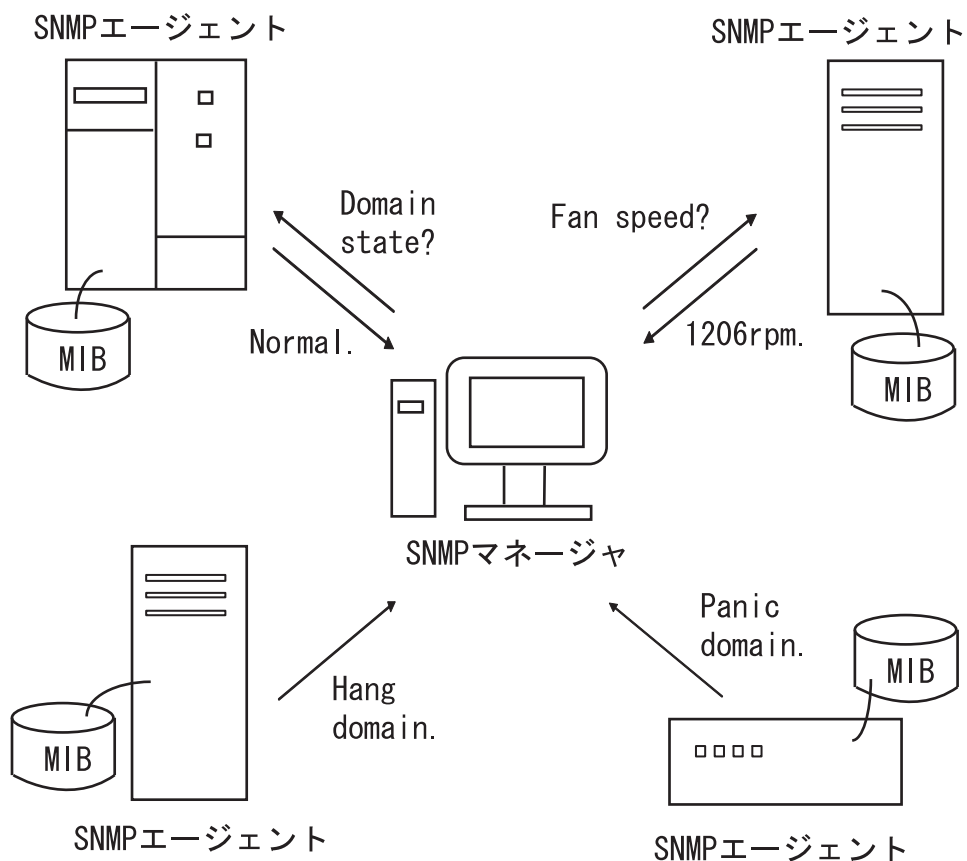 SNMPエージェント
SNMPエージェント
Domain
state?
Fan speed?
Normal.
1206rpm.
MIB
MIB
SNMPマネージャ
Panic
domain.
MIB
Hang
domain.
MIB
SNMPエージェント
SNMPエージェント